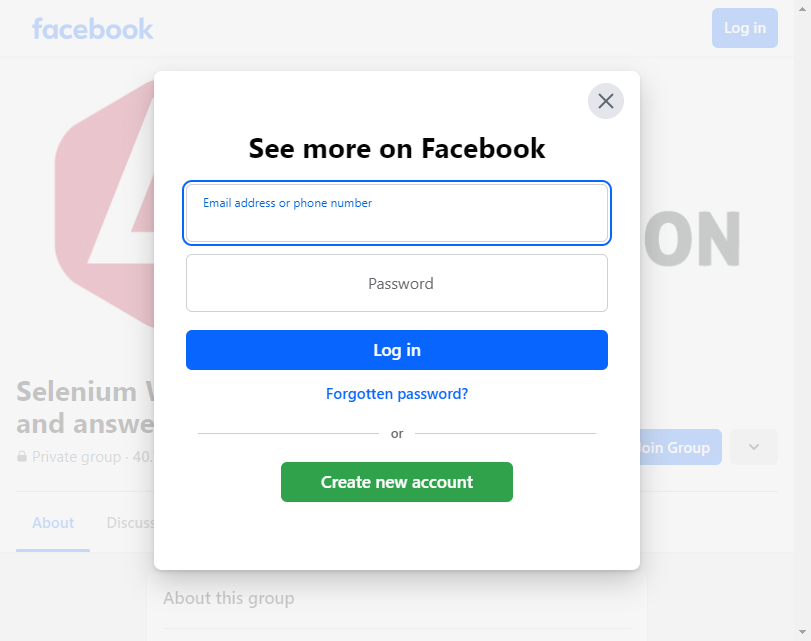 facebook
Log in
See more on Facebook
Email address or phone number
Password
ON
Log in
Selenium
and answe
Forgotten password?
Private group · 40.
or
Join Group
Create new account
About
Discuss
About this group